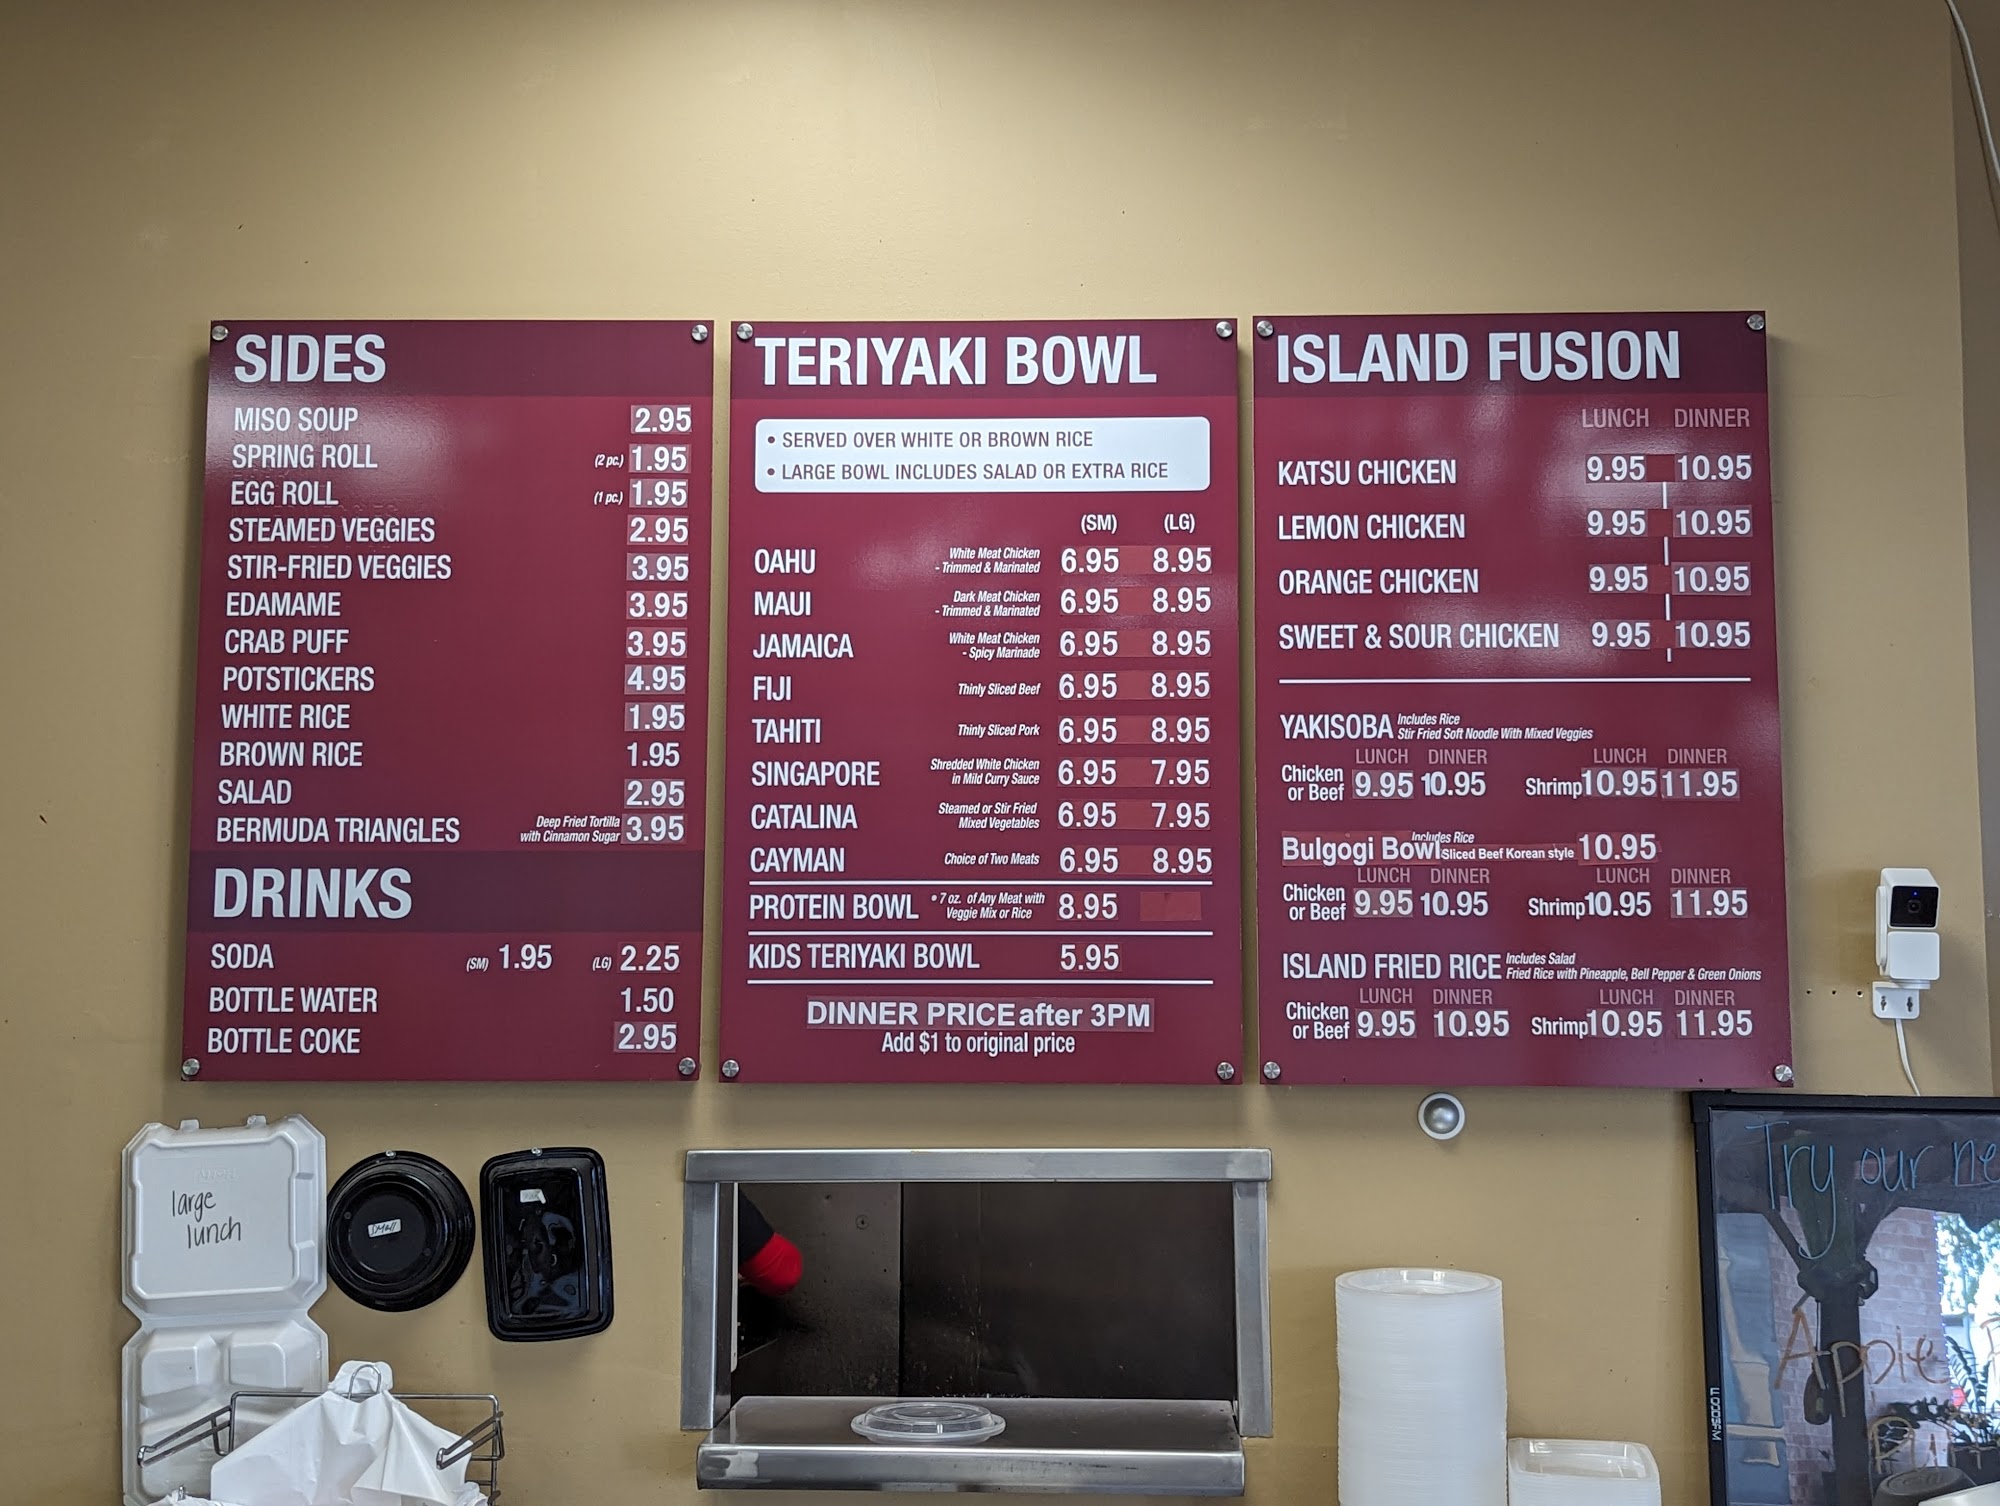 SIDES
MISO SOUP 2.95
SPRING ROLL (2 pc.) 1.95
EGG ROLL (1 pc.) 1.95
STEAMED VEGGIES 2.95
STIR-FRIED VEGGIES 3.95
EDAMAME 3.95
CRAB PUFF 3.95
POTSTICKERS 4.95
WHITE RICE 1.95
BROWN RICE 1.95
SALAD 2.95
BERMUDA TRIANGLES Deep Fried Tortilla with Cinnamon Sugar 3.95
DRINKS
SODA (SM) 1.95 (LG) 2.25
BOTTLE WATER 1.50
BOTTLE COKE 2.95
TERIYAKI BOWL
• SERVED OVER WHITE OR BROWN RICE
• LARGE BOWL INCLUDES SALAD OR EXTRA RICE
(SM) (LG)
OAHU White Meat Chicken - Trimmed & Marinated 6.95 8.95
MAUI Dark Meat Chicken - Trimmed & Marinated 6.95 8.95
JAMAICA White Meat Chicken - Spicy Marinade 6.95 8.95
FIJI Thinly Sliced Beef 6.95 8.95
TAHITI Thinly Sliced Pork 6.95 8.95
SINGAPORE Shredded White Chicken in Mild Curry Sauce 6.95 7.95
CATALINA Steamed or Stir Fried Mixed Vegetables 6.95 7.95
CAYMAN Choice of Two Meats 6.95 8.95
PROTEIN BOWL • 7 oz. of Any Meat with Veggie Mix or Rice 8.95
KIDS TERIYAKI BOWL 5.95
DINNER PRICE after 3PM
Add $1 to original price
ISLAND FUSION
LUNCH DINNER
KATSU CHICKEN 9.95 10.95
LEMON CHICKEN 9.95 10.95
ORANGE CHICKEN 9.95 10.95
SWEET & SOUR CHICKEN 9.95 10.95
YAKISOBA Includes Rice
Stir Fried Soft Noodle With Mixed Veggies
LUNCH DINNER LUNCH DINNER
Chicken or Beef 9.95 10.95 Shrimp 10.95 11.95
Includes Rice
Bulgogi Bowl Sliced Beef Korean style 10.95
LUNCH DINNER LUNCH DINNER
Chicken or Beef 9.95 10.95 Shrimp 10.95 11.95
ISLAND FRIED RICE Includes Salad
Fried Rice with Pineapple, Bell Pepper & Green Onions
LUNCH DINNER LUNCH DINNER
Chicken or Beef 9.95 10.95 Shrimp 10.95 11.95
large
lunch
small
Try our
Apple